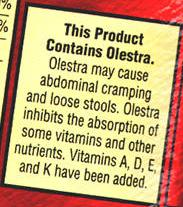 %
%
This Product
Contains Olestra.
Olestra may cause
abdominal cramping
and loose stools. Olestra
inhibits the absorption of
some vitamins and other
nutrients. Vitamins A, D, E,
and K have been added.